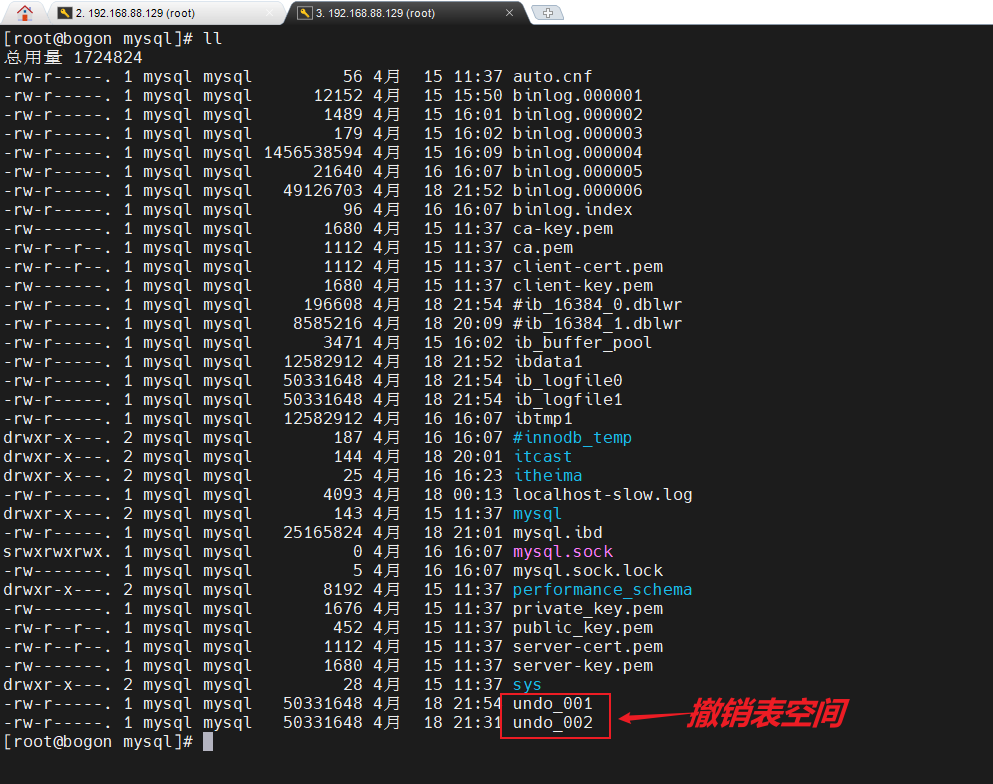 2. 192.168.88.129 (root)
3. 192.168.88.129 (root)
[root@bogon mysql]# ll
总用量 1724824
-rw-r-----. 1 mysql mysql 56 4月 15 11:37 auto.cnf
-rw-r-----. 1 mysql mysql 12152 4月 15 15:50 binlog.000001
-rw-r-----. 1 mysql mysql 1489 4月 15 16:01 binlog.000002
-rw-r-----. 1 mysql mysql 179 4月 15 16:02 binlog.000003
-rw-r-----. 1 mysql mysql 1456538594 4月 15 16:09 binlog.000004
-rw-r-----. 1 mysql mysql 21640 4月 16 16:07 binlog.000005
-rw-r-----. 1 mysql mysql 49126703 4月 18 21:52 binlog.000006
-rw-r-----. 1 mysql mysql 96 4月 16 16:07 binlog.index
-rw-------. 1 mysql mysql 1680 4月 15 11:37 ca-key.pem
-rw-r--r--. 1 mysql mysql 1112 4月 15 11:37 ca.pem
-rw-r--r--. 1 mysql mysql 1112 4月 15 11:37 client-cert.pem
-rw-------. 1 mysql mysql 1680 4月 15 11:37 client-key.pem
-rw-r-----. 1 mysql mysql 196608 4月 18 21:54 #ib_16384_0.dblwr
-rw-r-----. 1 mysql mysql 8585216 4月 18 20:09 #ib_16384_1.dblwr
-rw-r-----. 1 mysql mysql 3471 4月 15 16:02 ib_buffer_pool
-rw-r-----. 1 mysql mysql 12582912 4月 18 21:52 ibdata1
-rw-r-----. 1 mysql mysql 50331648 4月 18 21:54 ib_logfile0
-rw-r-----. 1 mysql mysql 50331648 4月 18 21:54 ib_logfile1
-rw-r-----. 1 mysql mysql 12582912 4月 16 16:07 ibtmp1
drwxr-x---. 2 mysql mysql 187 4月 16 16:07 #innodb_temp
drwxr-x---. 2 mysql mysql 144 4月 18 20:01 itcast
drwxr-x---. 2 mysql mysql 25 4月 16 16:23 itheima
-rw-r-----. 1 mysql mysql 4093 4月 18 00:13 localhost-slow.log
drwxr-x---. 2 mysql mysql 143 4月 15 11:37 mysql
-rw-r-----. 1 mysql mysql 25165824 4月 18 21:01 mysql.ibd
srwxrwxrwx. 1 mysql mysql 0 4月 16 16:07 mysql.sock
-rw-------. 1 mysql mysql 5 4月 16 16:07 mysql.sock.lock
drwxr-x---. 2 mysql mysql 8192 4月 15 11:37 performance_schema
-rw-------. 1 mysql mysql 1676 4月 15 11:37 private_key.pem
-rw-r--r--. 1 mysql mysql 452 4月 15 11:37 public_key.pem
-rw-r--r--. 1 mysql mysql 1112 4月 15 11:37 server-cert.pem
-rw-------. 1 mysql mysql 1680 4月 15 11:37 server-key.pem
drwxr-x---. 2 mysql mysql 28 4月 15 11:37 sys
-rw-r-----. 1 mysql mysql 50331648 4月 18 21:54 undo_001
-rw-r-----. 1 mysql mysql 50331648 4月 18 21:31 undo_002
撤销表空间
[root@bogon mysql]#